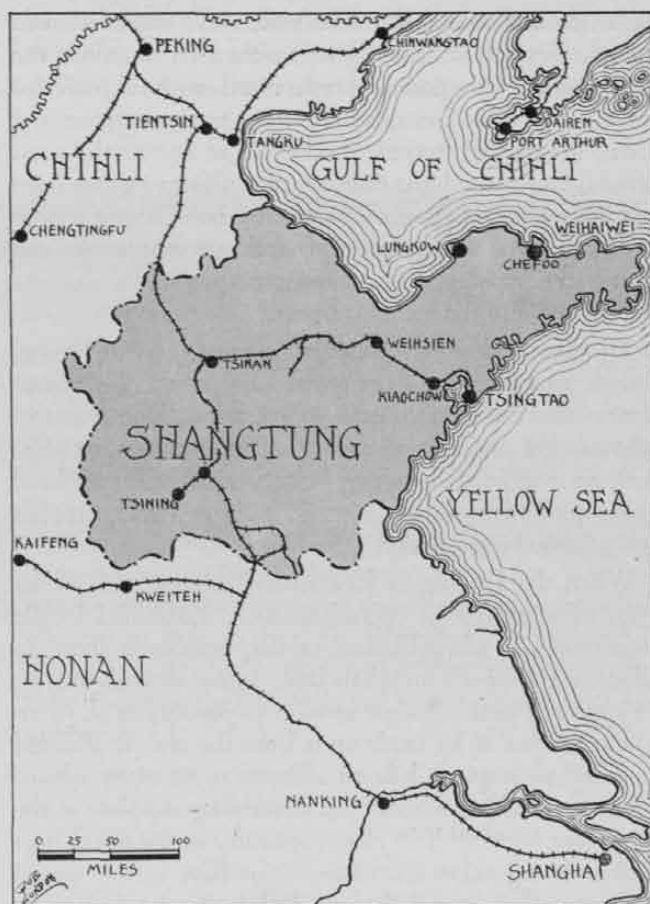 PEKING
CHINWANGTAO
TIENTSIN
TANGKU
DAIREN
PORT ARTHUR
CHIHLI
GULF OF CHIHLI
CHENGTINGFU
WEIHAIWEI
LUNGKOW
CHEFOO
TSINAN
WEIHSIEN
KIAOCHOW
TSINGTAO
SHANGTUNG
TSINING
YELLOW SEA
KAIFENG
KWEITEH
HONAN
NANKING
SHANGHAI
0 25 50 100
MILES
LONDON